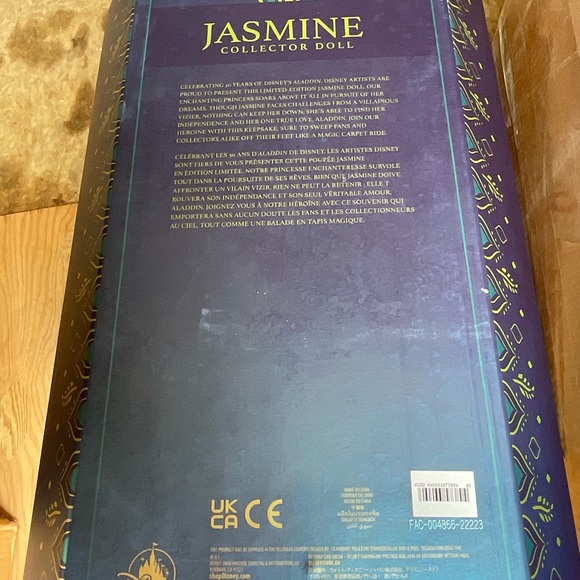 JASMINE
COLLECTOR DOLL
CELEBRATING 30 YEARS OF DISNEY'S ALADDIN, DISNEY ARTISTS ARE
PROUD TO PRESENT THIS LIMITED-EDITION JASMINE DOLL. OUR
ENCHANTING PRINCESS SOARS ABOVE IT ALL IN PURSUIT OF HER
DREAMS. THOUGH JASMINE FACES CHALLENGES FROM A VILLAINOUS
VIZIER, NOTHING CAN KEEP HER DOWN; SHE'S ABLE TO FIND HER
INDEPENDENCE AND HER ONE TRUE LOVE, ALADDIN. JOIN OUR
HEROINE WITH THIS KEEPSAKE, SURE TO SWEEP FANS AND
COLLECTORS ALIKE OFF THEIR FEET LIKE A MAGIC CARPET RIDE.
CÉLÉBRANT LES 30 ANS D'ALADDIN DE DISNEY, LES ARTISTES DISNEY
SONT FIERS DE VOUS PRÉSENTER CETTE POUPÉE JASMINE
EN ÉDITION LIMITÉE. NOTRE PRINCESSE ENCHANTERESSE SURVOLE
TOUT DANS LA POURSUITE DE SES RÊVES. BIEN QUE JASMINE DOIVE
AFFRONTER UN VILAIN VIZIR, RIEN NE PEUT LA RETENIR : ELLE T
ROUVERA SON INDÉPENDANCE ET SON SEUL VÉRITABLE AMOUR,
ALADDIN. JOIGNEZ VOUS À NOTRE HÉROÏNE AVEC CE SOUVENIR QUI
EMPORTERA SANS AUCUN DOUTE LES FANS ET LES COLLECTIONNEURS
AU CIEL, TOUT COMME UNE BALADE EN TAPIS MAGIQUE.
UK
CA CE
FAC-004866-22223
shopDisney.com